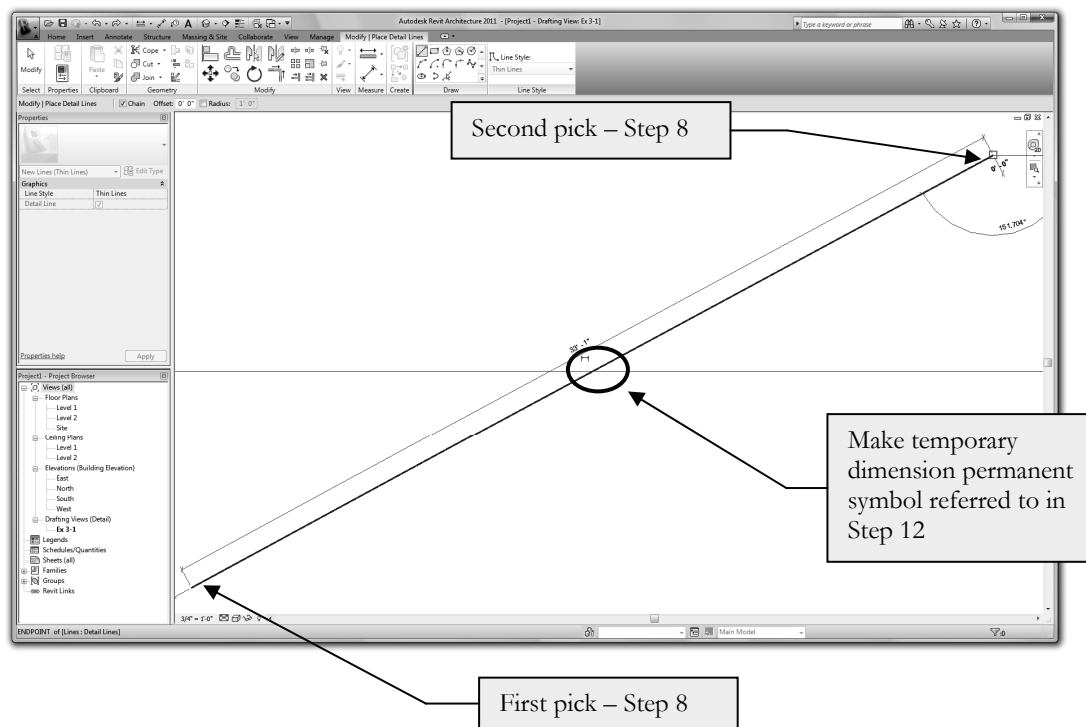 Autodesk Revit Architecture 2011 - [Project1 - Drafting View: Ex 3-1]
Type a keyword or phrase
Home Insert Annotate Structure Massing & Site Collaborate View Manage Modify | Place Detail Lines
Modify
Paste
Cope
Cut
Join
Line Style:
Thin Lines
Select Properties Clipboard Geometry Modify View Measure Create Draw Line Style
Modify | Place Detail Lines Chain Offset: 0' 0" Radius: 1' 0"
Properties
New Lines (Thin Lines) Edit Type
Graphics
Line Style Thin Lines
Detail Line
Properties help Apply
Project1 - Project Browser
Views (all)
Floor Plans
Level 1
Level 2
Site
Ceiling Plans
Level 1
Level 2
Elevations (Building Elevation)
East
North
South
West
Drafting Views (Detail)
Ex 3-1
Legends
Schedules/Quantities
Sheets (all)
Families
Groups
Revit Links
Second pick – Step 8
2D
0' -0"
151.704°
33' -1"
Make temporary
dimension permanent
symbol referred to in
Step 12
3/4" = 1'-0"
ENDPOINT of [Lines : Detail Lines]
Main Model
:0
First pick – Step 8